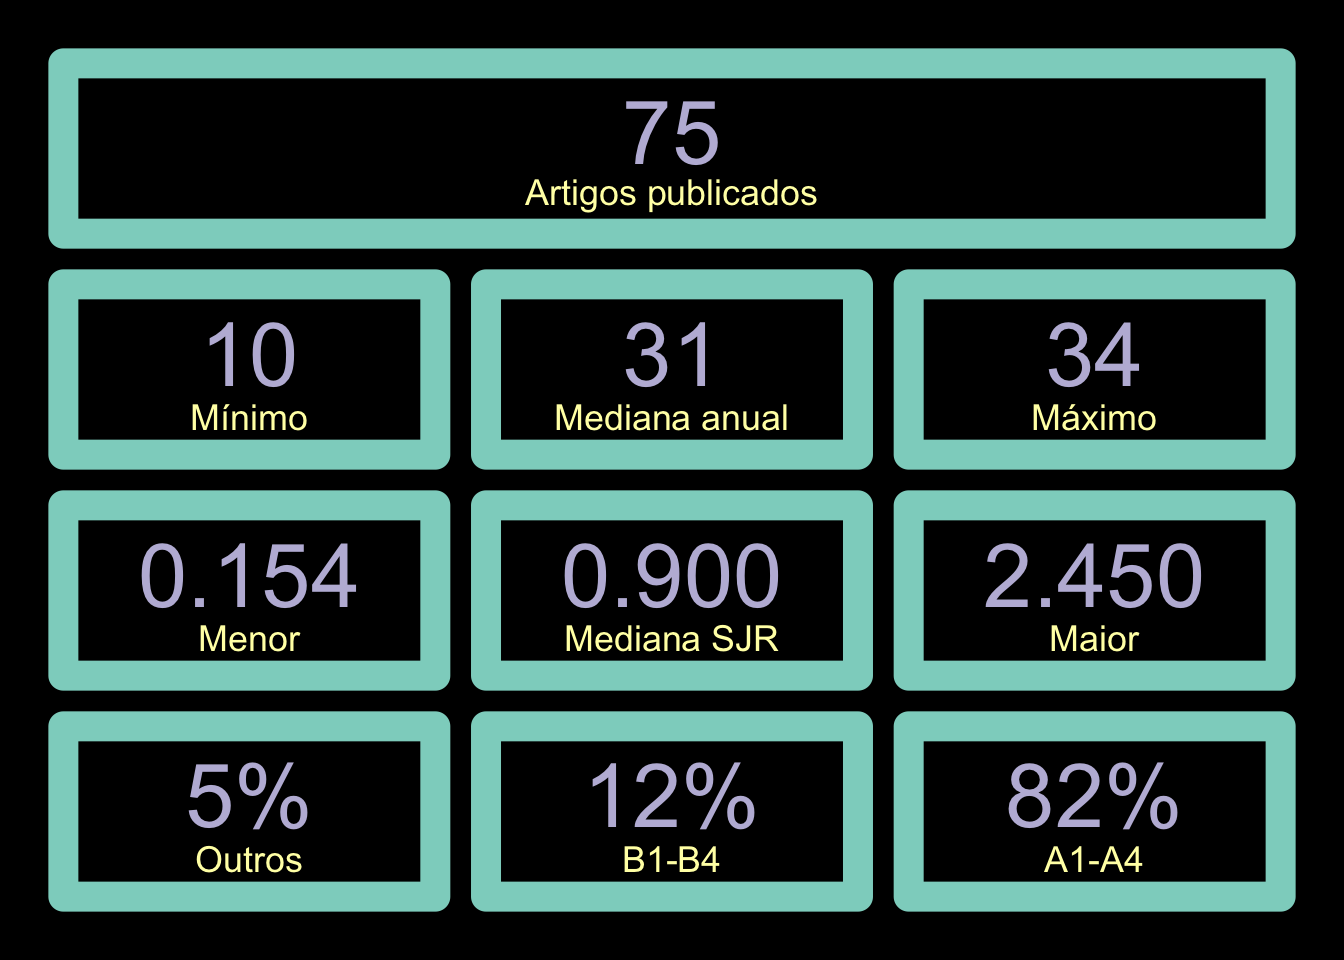 75
Artigos publicados
10
Mínimo
31
Mediana anual
34
Máximo
0.154
Menor
0.900
Mediana SJR
2.450
Maior
5%
Outros
12%
B1-B4
82%
A1-A4